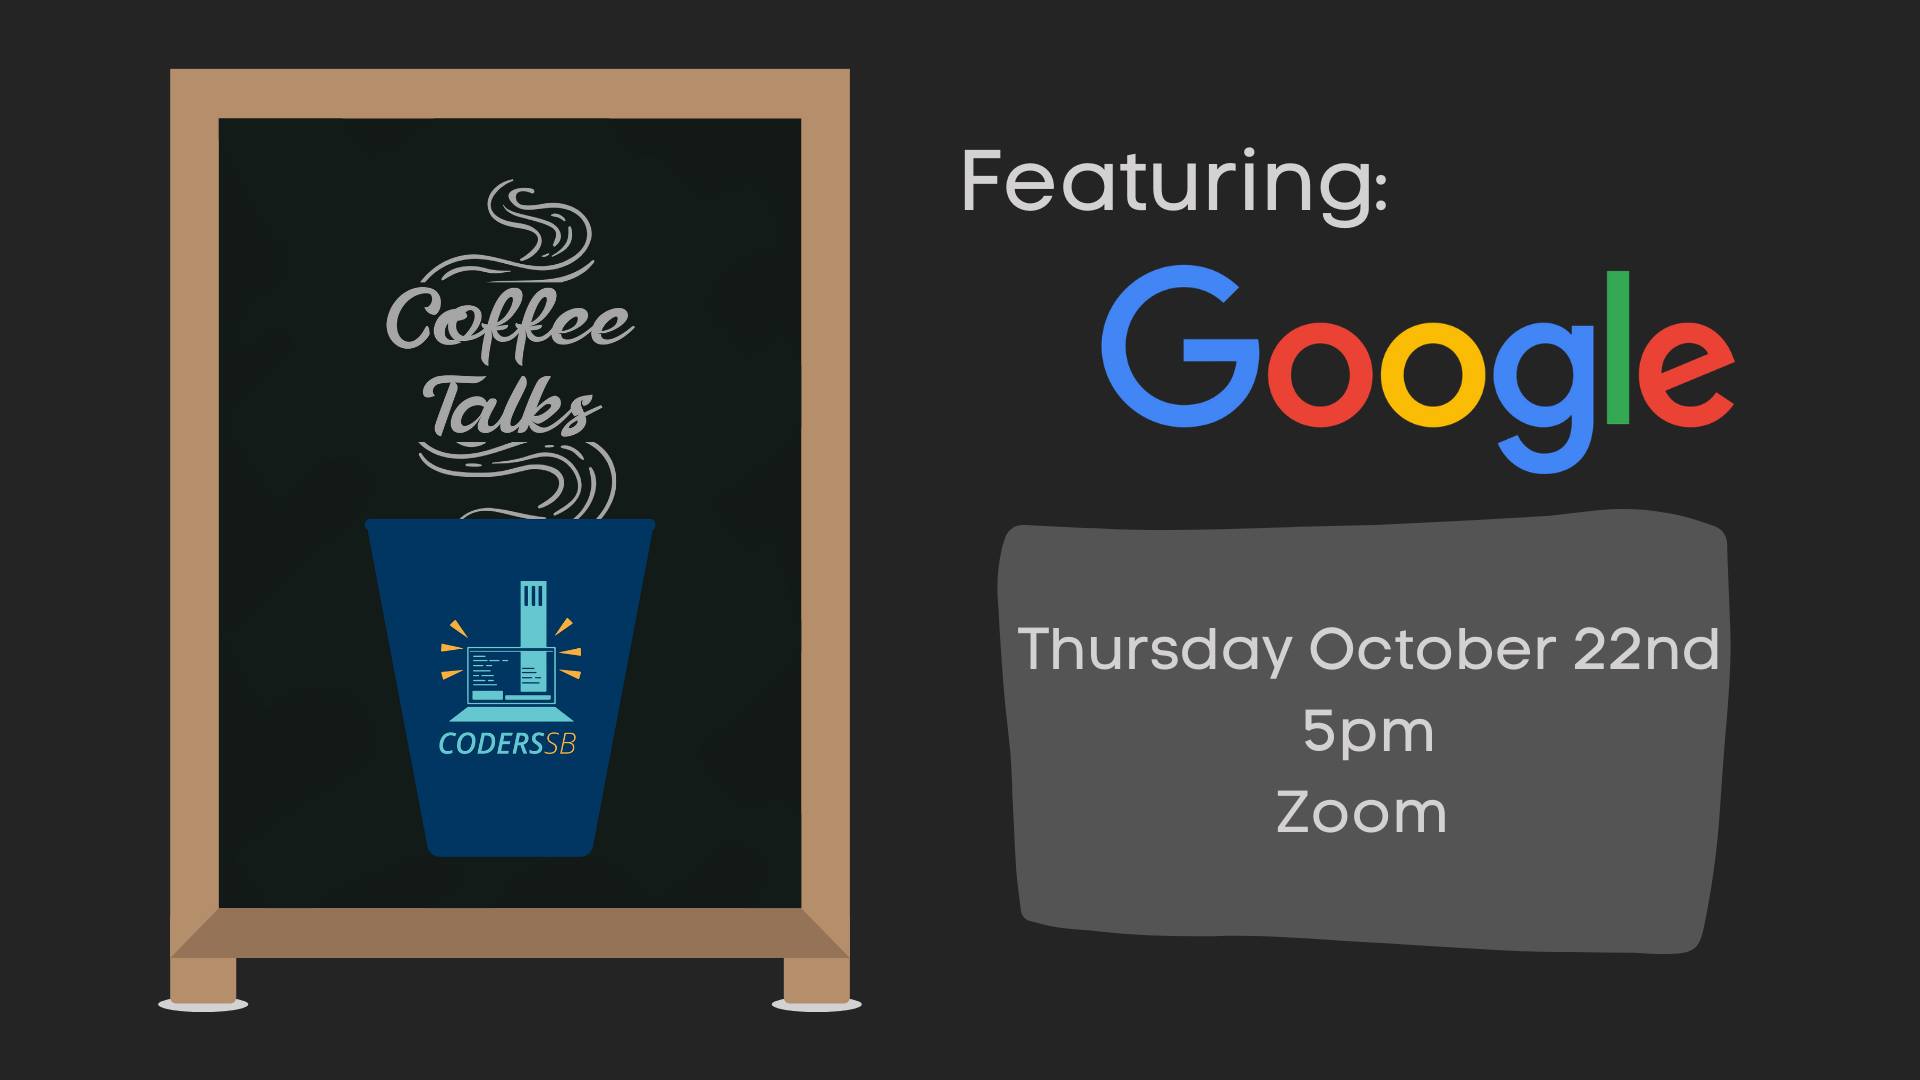 Coffee
Talks
CODERSSB
Featuring:
Google
Thursday October 22nd
5pm
Zoom